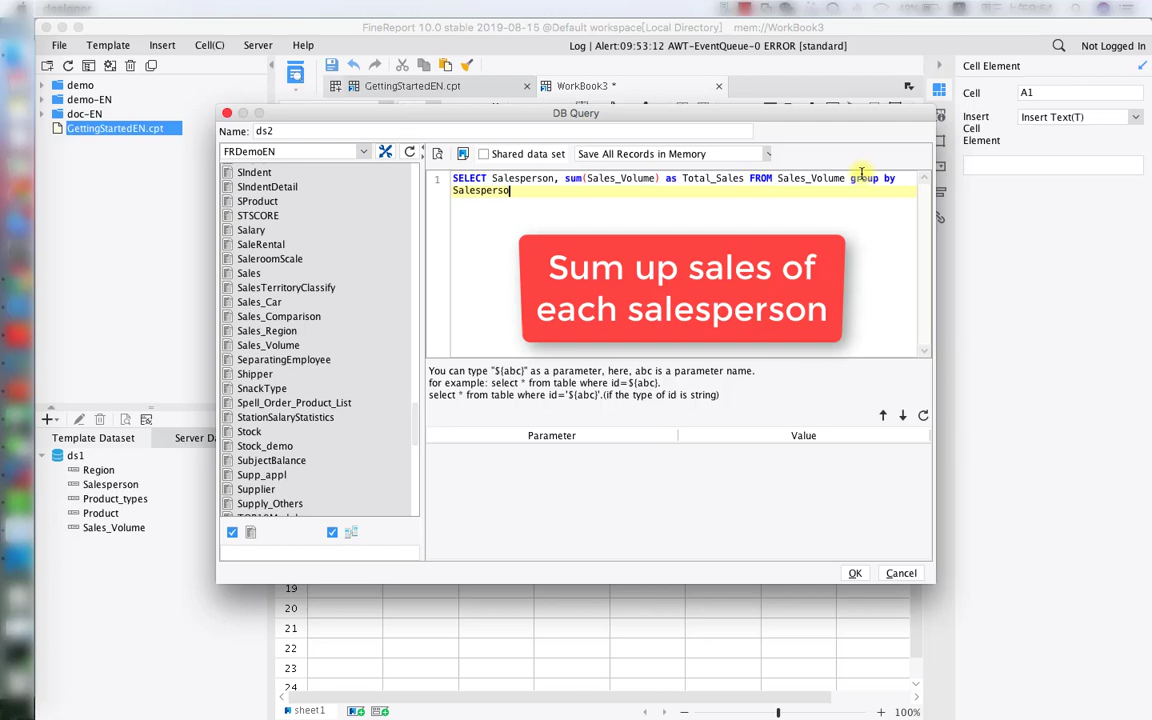 FineReport 10.0 stable 2019-08-15 @Default workspace[Local Directory] mem://WorkBook3
File Template Insert Cell(C) Server Help Log | Alert:09:53:12 AWT-EventQueue-0 ERROR [standard] Not Logged In
demo
demo-EN
doc-EN
GettingStartedEN.cpt
GettingStartedEN.cpt
WorkBook3 *
Cell Element
Cell A1
Insert Cell Element
Insert Text(T)
DB Query
Name: ds2
FRDemoEN
Shared data set
Save All Records in Memory
SIndent
SIndentDetail
SProduct
STSCORE
Salary
SaleRental
SaleroomScale
Sales
SalesTerritoryClassify
Sales_Car
Sales_Comparison
Sales_Region
Sales_Volume
SeparatingEmployee
Shipper
SnackType
Spell_Order_Product_List
StationSalaryStatistics
Stock
Stock_demo
SubjectBalance
Supp_appl
Supplier
Supply_Others
1 SELECT Salesperson, sum(Sales_Volume) as Total_Sales FROM Sales_Volume group by
Salesperso
Sum up sales of
each salesperson
You can type "${abc}" as a parameter, here, abc is a parameter name.
for example: select * from table where id=${abc}.
select * from table where id='${abc}'.(if the type of id is string)
Parameter Value
OK Cancel
Template Dataset
Server Da
ds1
Region
Salesperson
Product_types
Product
Sales_Volume
19
20
21
22
23
24
sheet1
100%